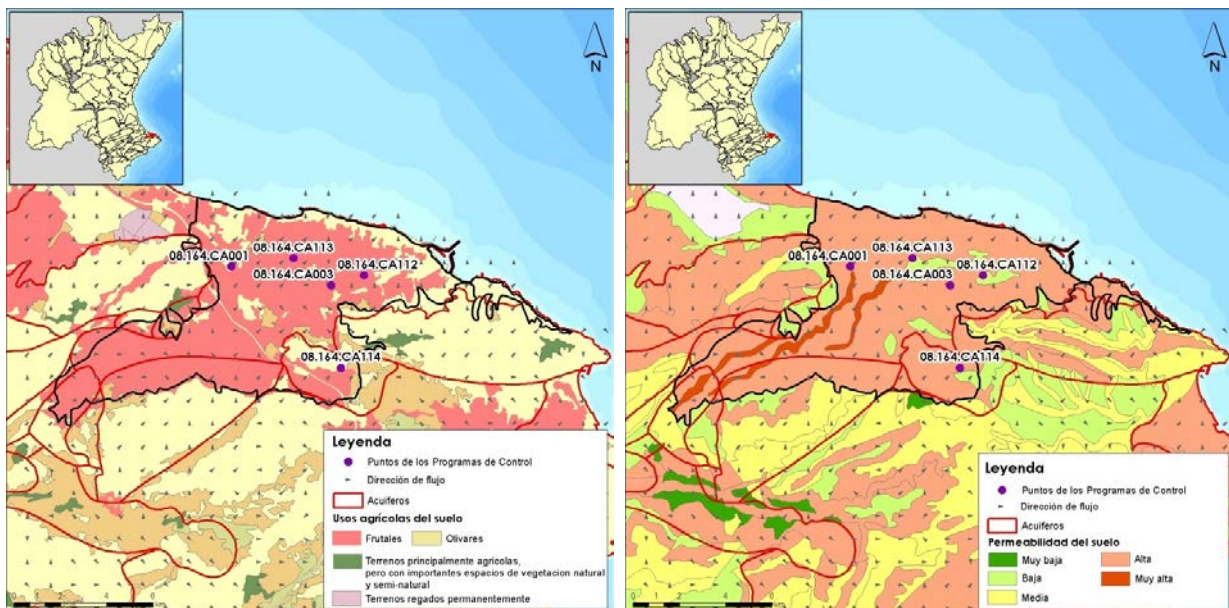 N
08.164.CA113
08.164.CA001
08.164.CA003
08.164.CA112
08.164.CA114
Leyenda
Puntos de los Programas de Control
Dirección de flujo
Acuíferos
Usos agrícolas del suelo
Frutales
Olivares
Terrenos principalmente agrícolas,
pero con importantes espacios de vegetacion natural
y semi-natural
Terrenos regados permanentemente
N
08.164.CA113
08.164.CA001
08.164.CA003
08.164.CA112
08.164.CA114
Leyenda
Puntos de los Programas de Control
Dirección de flujo
Acuíferos
Permeabilidad del suelo
Muy baja
Alta
Baja
Muy alta
Media